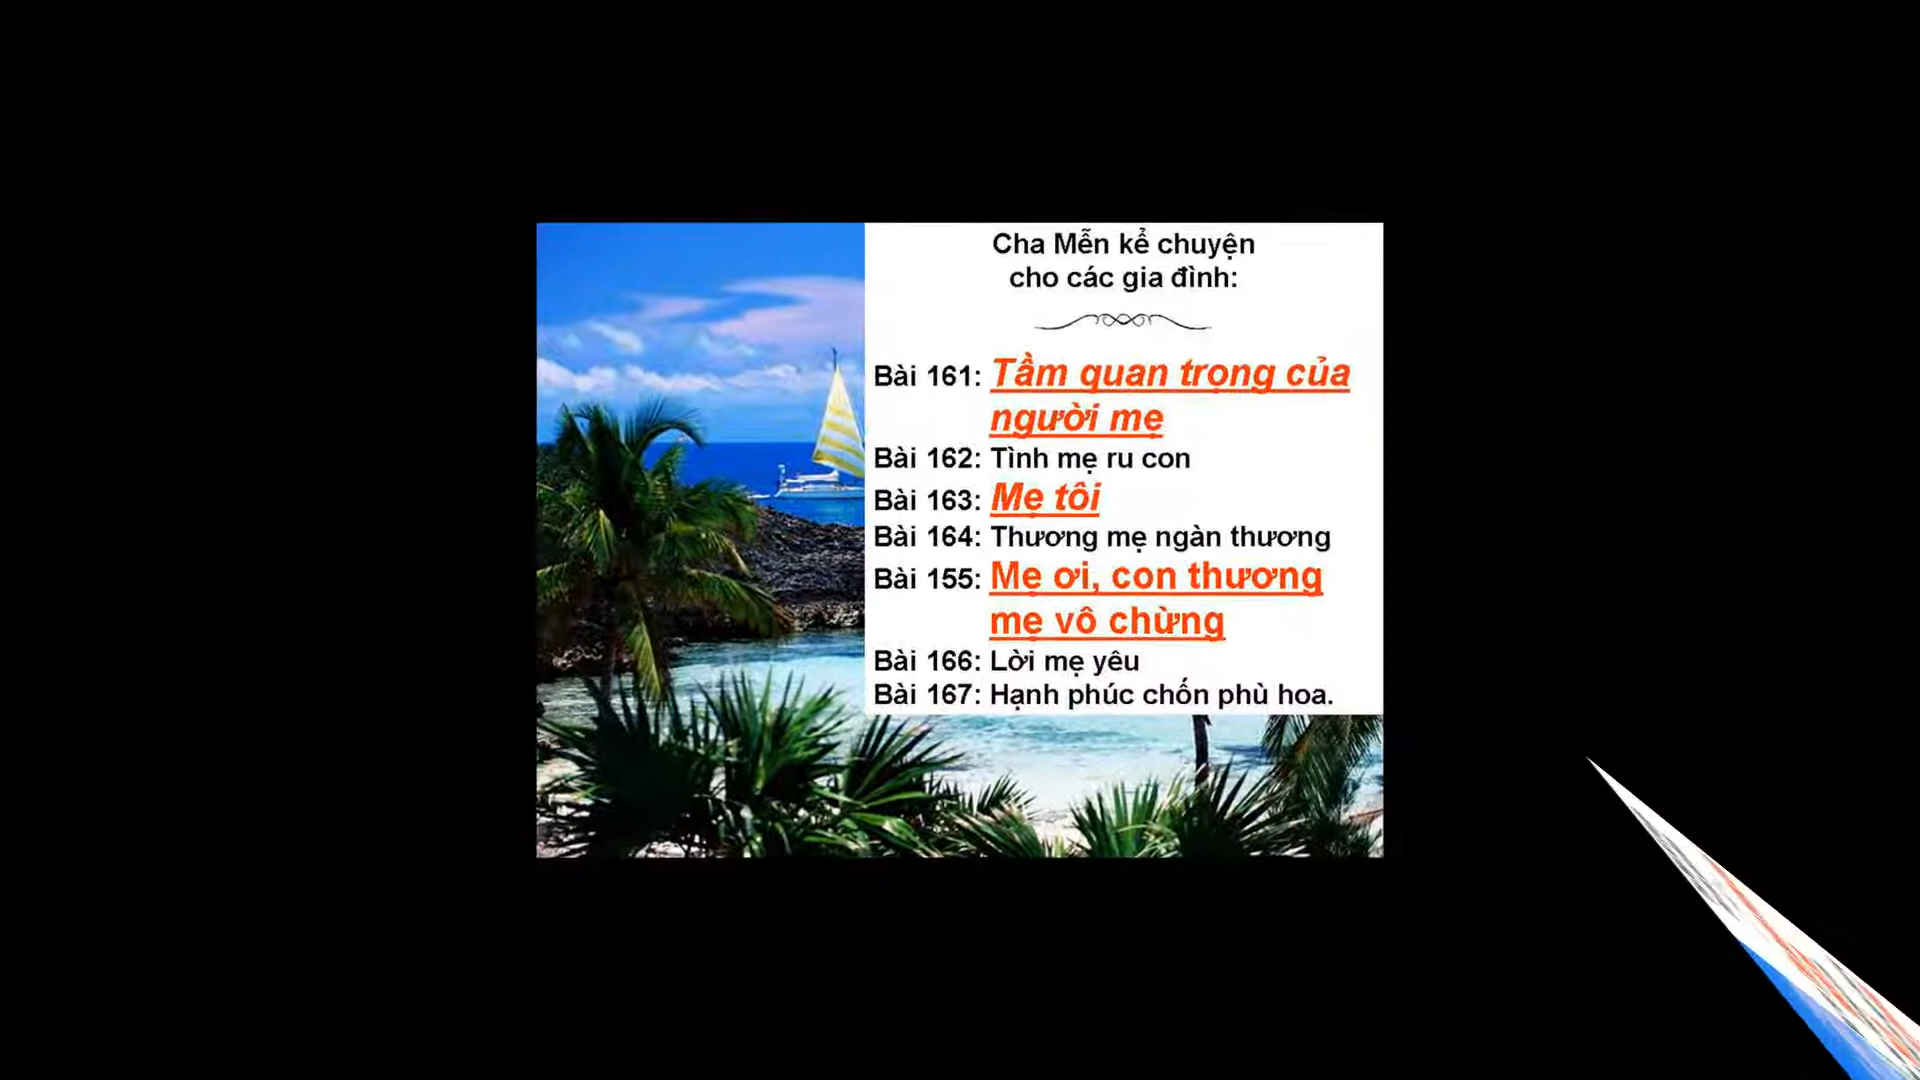 Cha Mễn kể chuyện
cho các gia đình:
Bài 161: Tầm quan trọng của
người mẹ
Bài 162: Tình mẹ ru con
Bài 163: Mẹ tôi
Bài 164: Thương mẹ ngàn thương
Bài 155: Mẹ ơi, con thương
mẹ vô chừng
Bài 166: Lời mẹ yêu
Bài 167: Hạnh phúc chốn phù hoa.